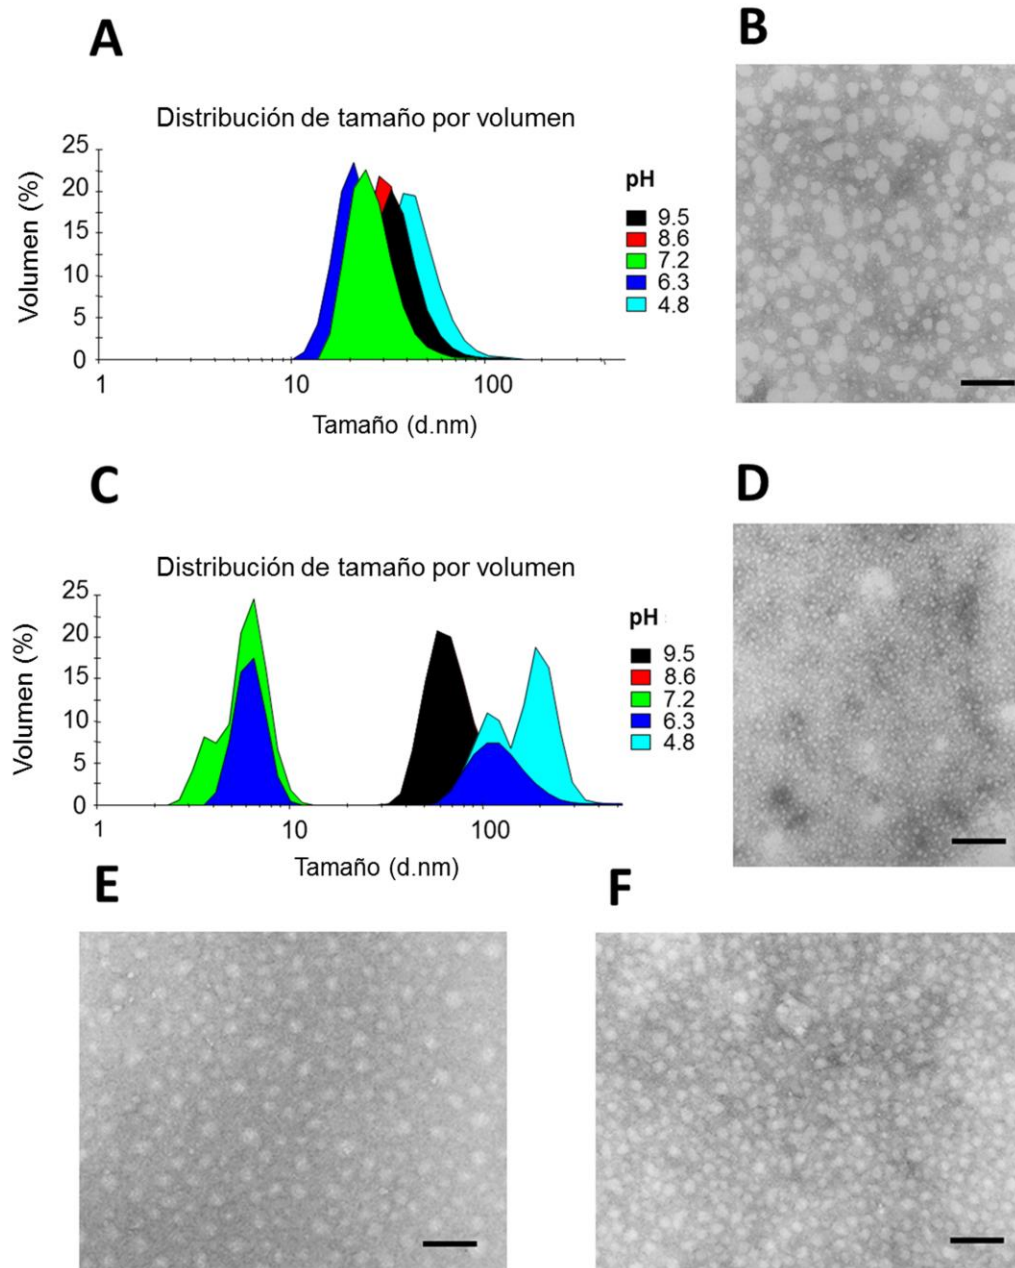 A
B
Distribución de tamaño por volumen
Volumen (%)
25
20
15
10
5
0
1
10
100
Tamaño (d.nm)
pH
9.5
8.6
7.2
6.3
4.8
C
D
Distribución de tamaño por volumen
Volumen (%)
25
20
15
10
5
0
1
10
100
Tamaño (d.nm)
pH
9.5
8.6
7.2
6.3
4.8
E
F